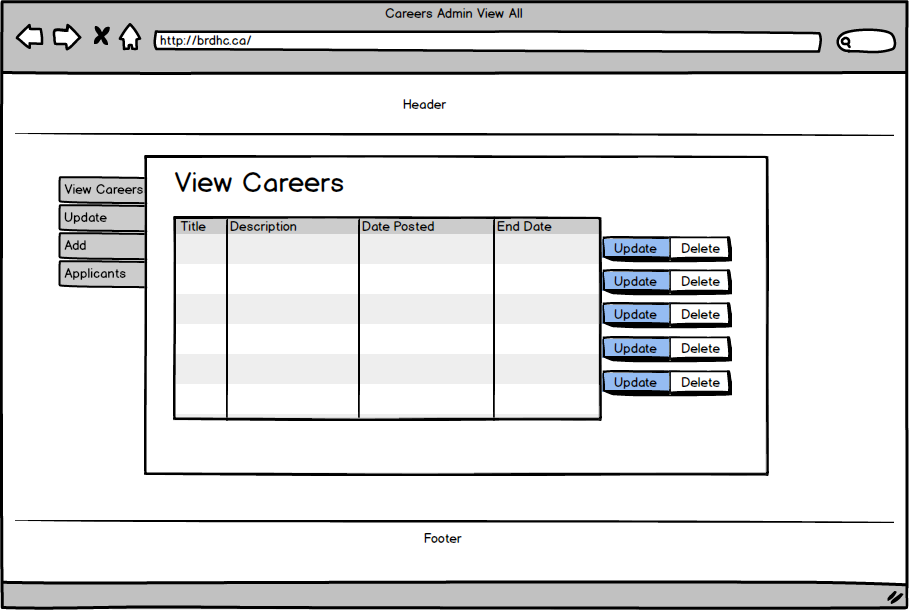 Careers Admin View All
http://brdhc.ca/
Header
View Careers
Update
Add
Applicants
View Careers
Title Description Date Posted End Date
Update Delete
Update Delete
Update Delete
Update Delete
Update Delete
Footer